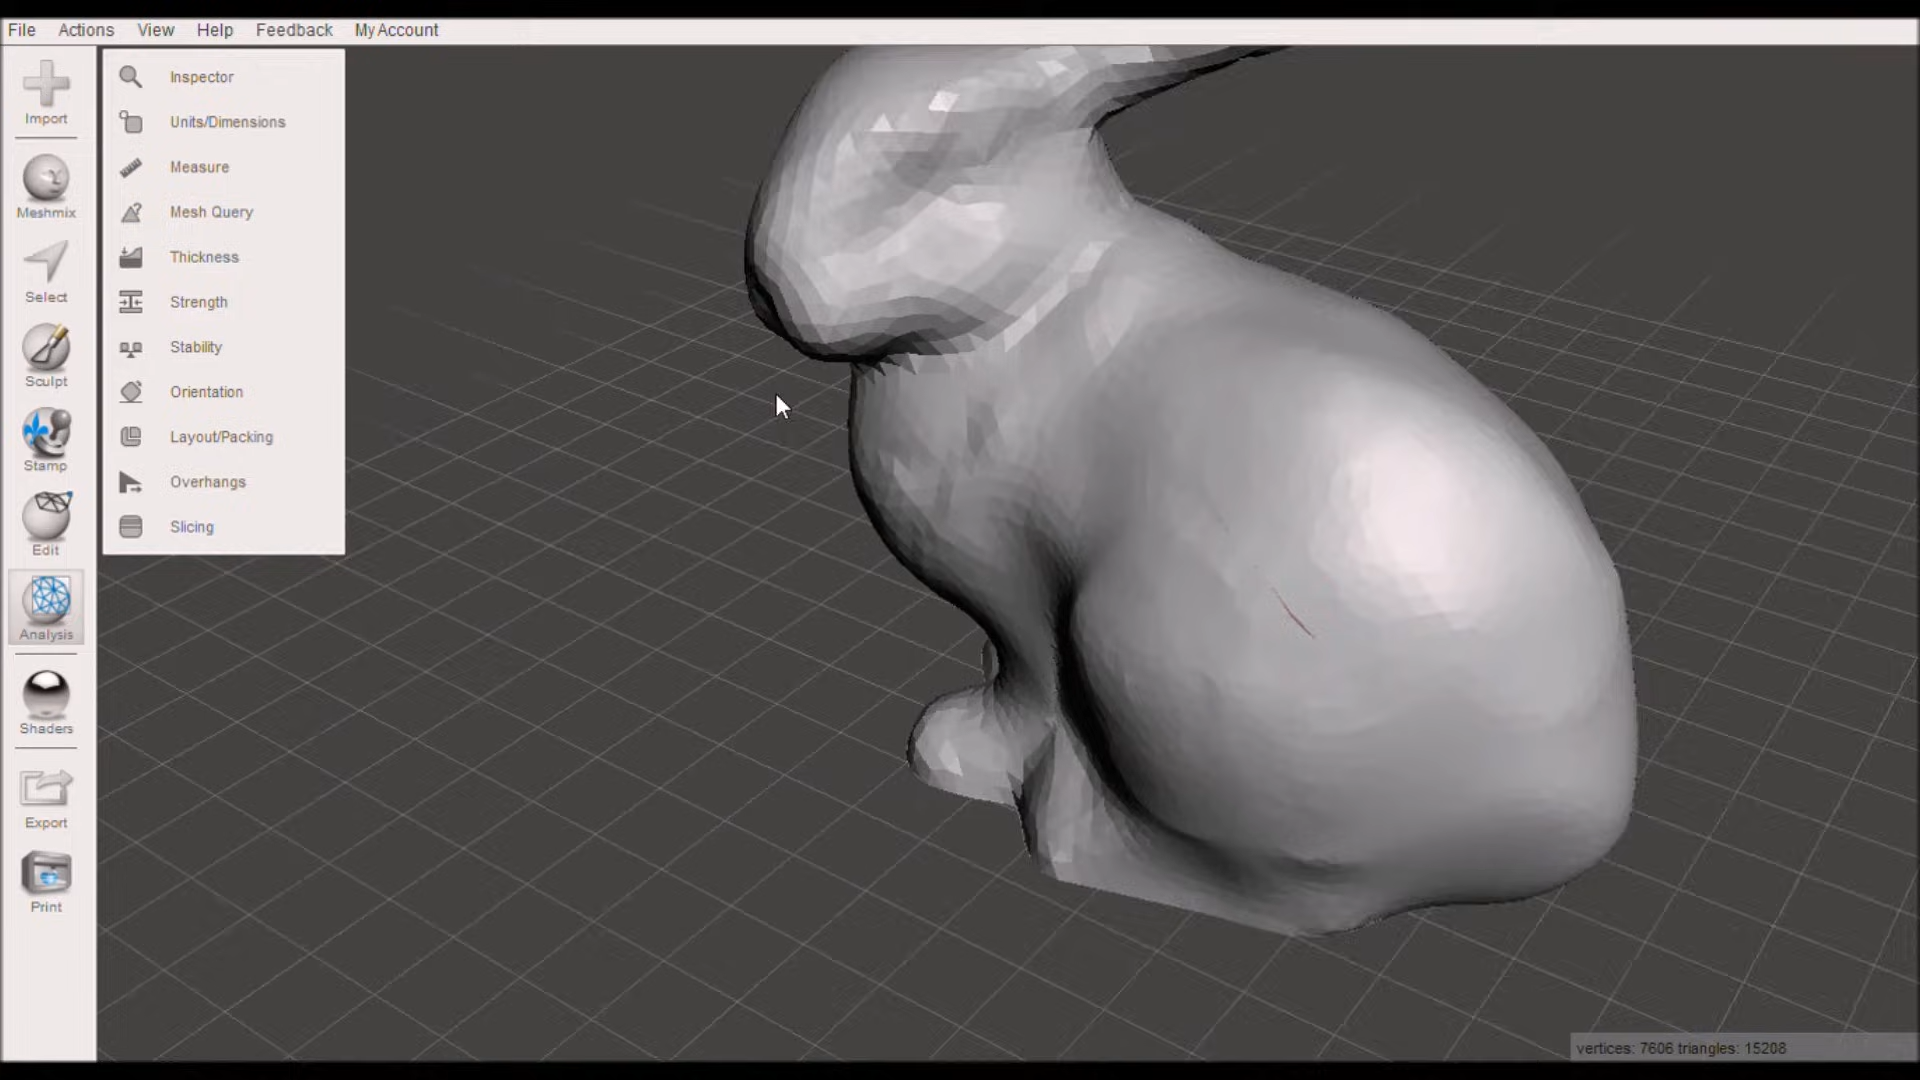 File Actions View Help Feedback My Account
Import
Meshmix
Select
Sculpt
Stamp
Edit
Analysis
Shaders
Export
Print
Inspector
Units/Dimensions
Measure
Mesh Query
Thickness
Strength
Stability
Orientation
Layout/Packing
Overhangs
Slicing
vertices: 7606 triangles: 15208